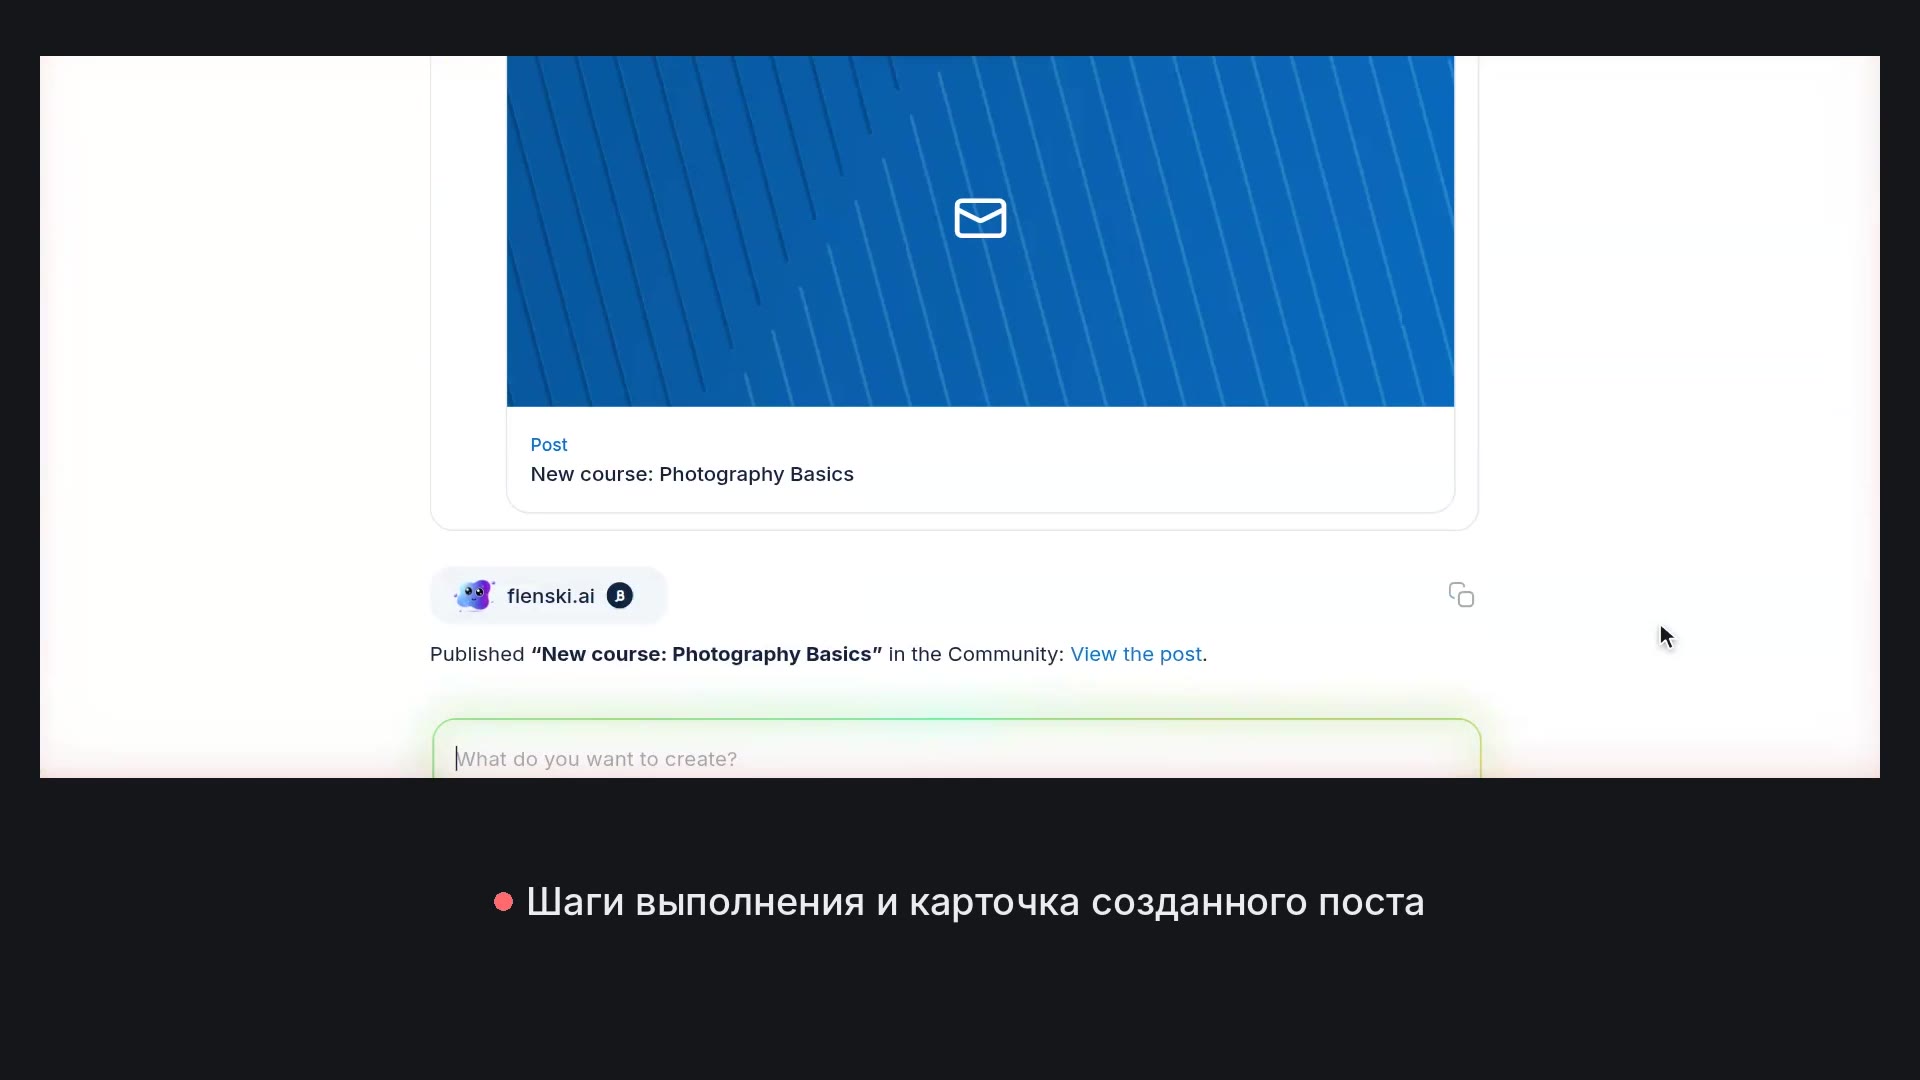 Post
New course: Photography Basics
flenski.ai
Published “New course: Photography Basics” in the Community: View the post.
What do you want to create?
Шаги выполнения и карточка созданного поста